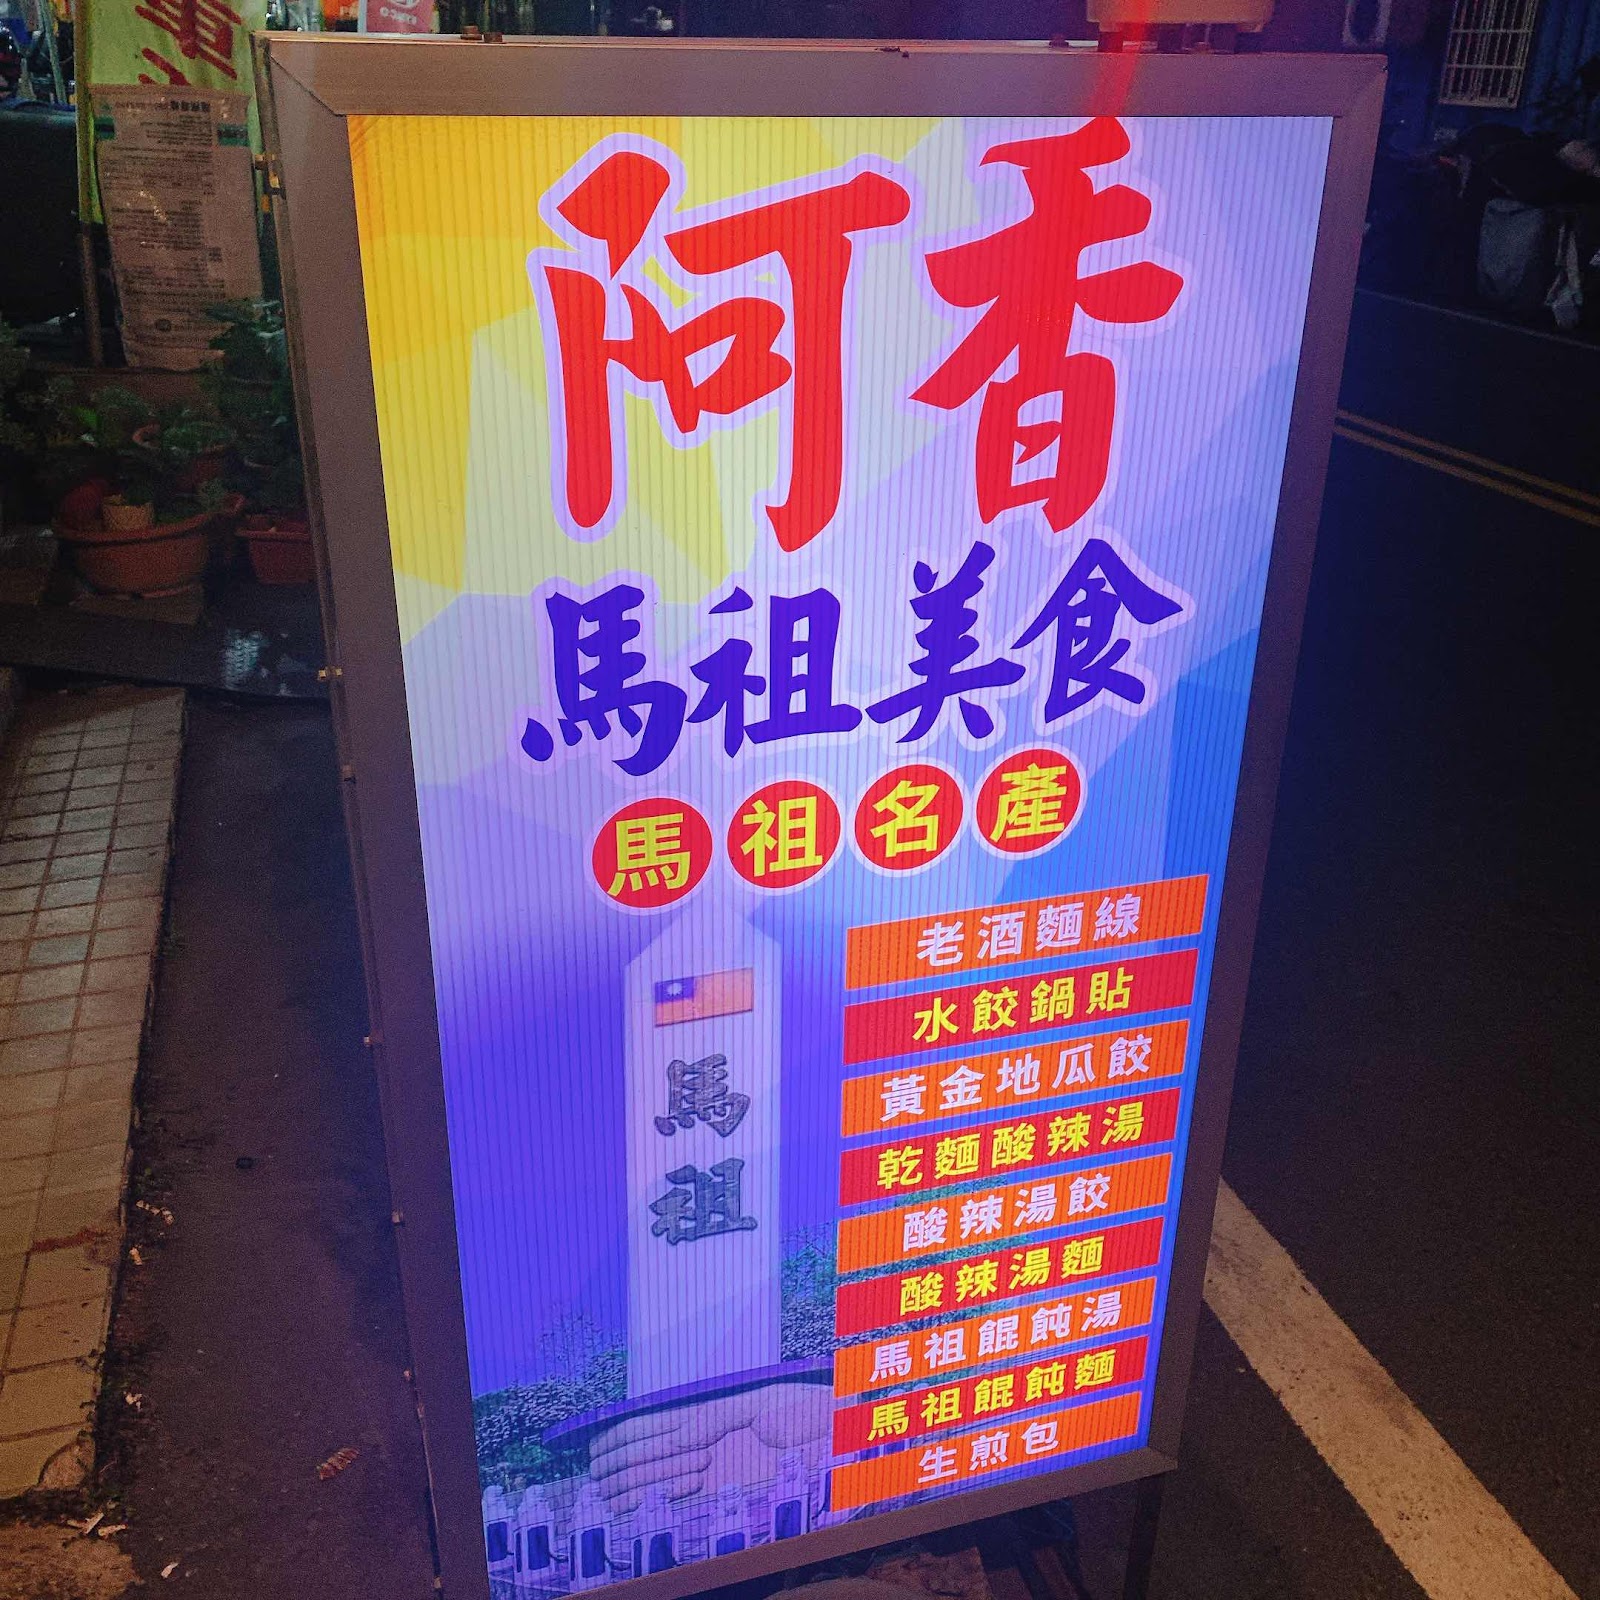 阿香
馬祖美食
馬祖名產
老酒麵線
水餃鍋貼
黃金地瓜餃
乾麵酸辣湯
酸辣湯餃
酸辣湯麵
馬祖餛飩湯
馬祖餛飩麵
生煎包
馬祖